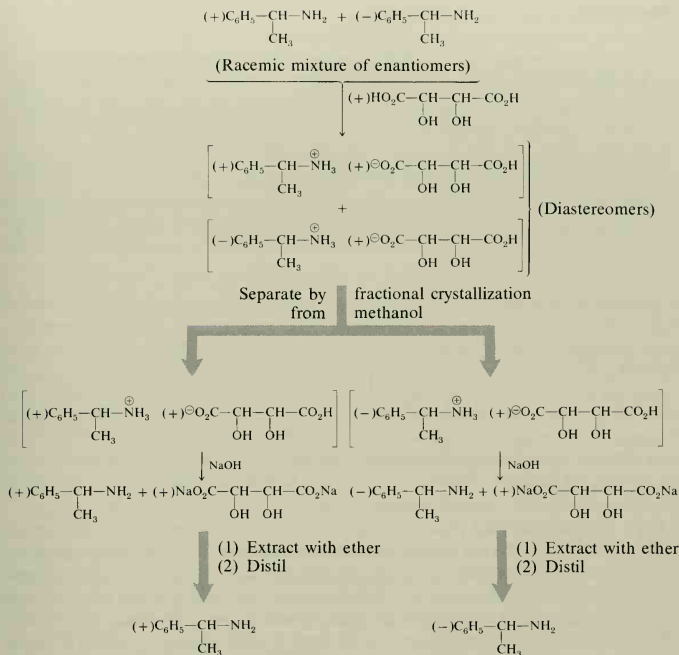 (+)C₆H₅—CH—NH₂ + (−)C₆H₅—CH—NH₂
CH₃ CH₃
(Racemic mixture of enantiomers)
(+)HO₂C—CH—CH—CO₂H
OH OH
(+)C₆H₅—CH—NH₃ (+)⊖O₂C—CH—CH—CO₂H
⊕
CH₃ OH OH
+
(Diastereomers)
(−)C₆H₅—CH—NH₃ (+)⊖O₂C—CH—CH—CO₂H
⊕
CH₃ OH OH
Separate by fractional crystallization
from methanol
(+)C₆H₅—CH—NH₃ (+)⊖O₂C—CH—CH—CO₂H (−)C₆H₅—CH—NH₃ (+)⊖O₂C—CH—CH—CO₂H
⊕ ⊕
CH₃ OH OH CH₃ OH OH
NaOH NaOH
(+)C₆H₅—CH—NH₂ + (+)NaO₂C—CH—CH—CO₂Na (−)C₆H₅—CH—NH₂ + (+)NaO₂C—CH—CH—CO₂Na
CH₃ OH OH CH₃ OH OH
(1) Extract with ether (1) Extract with ether
(2) Distil (2) Distil
(+)C₆H₅—CH—NH₂ (−)C₆H₅—CH—NH₂
CH₃ CH₃